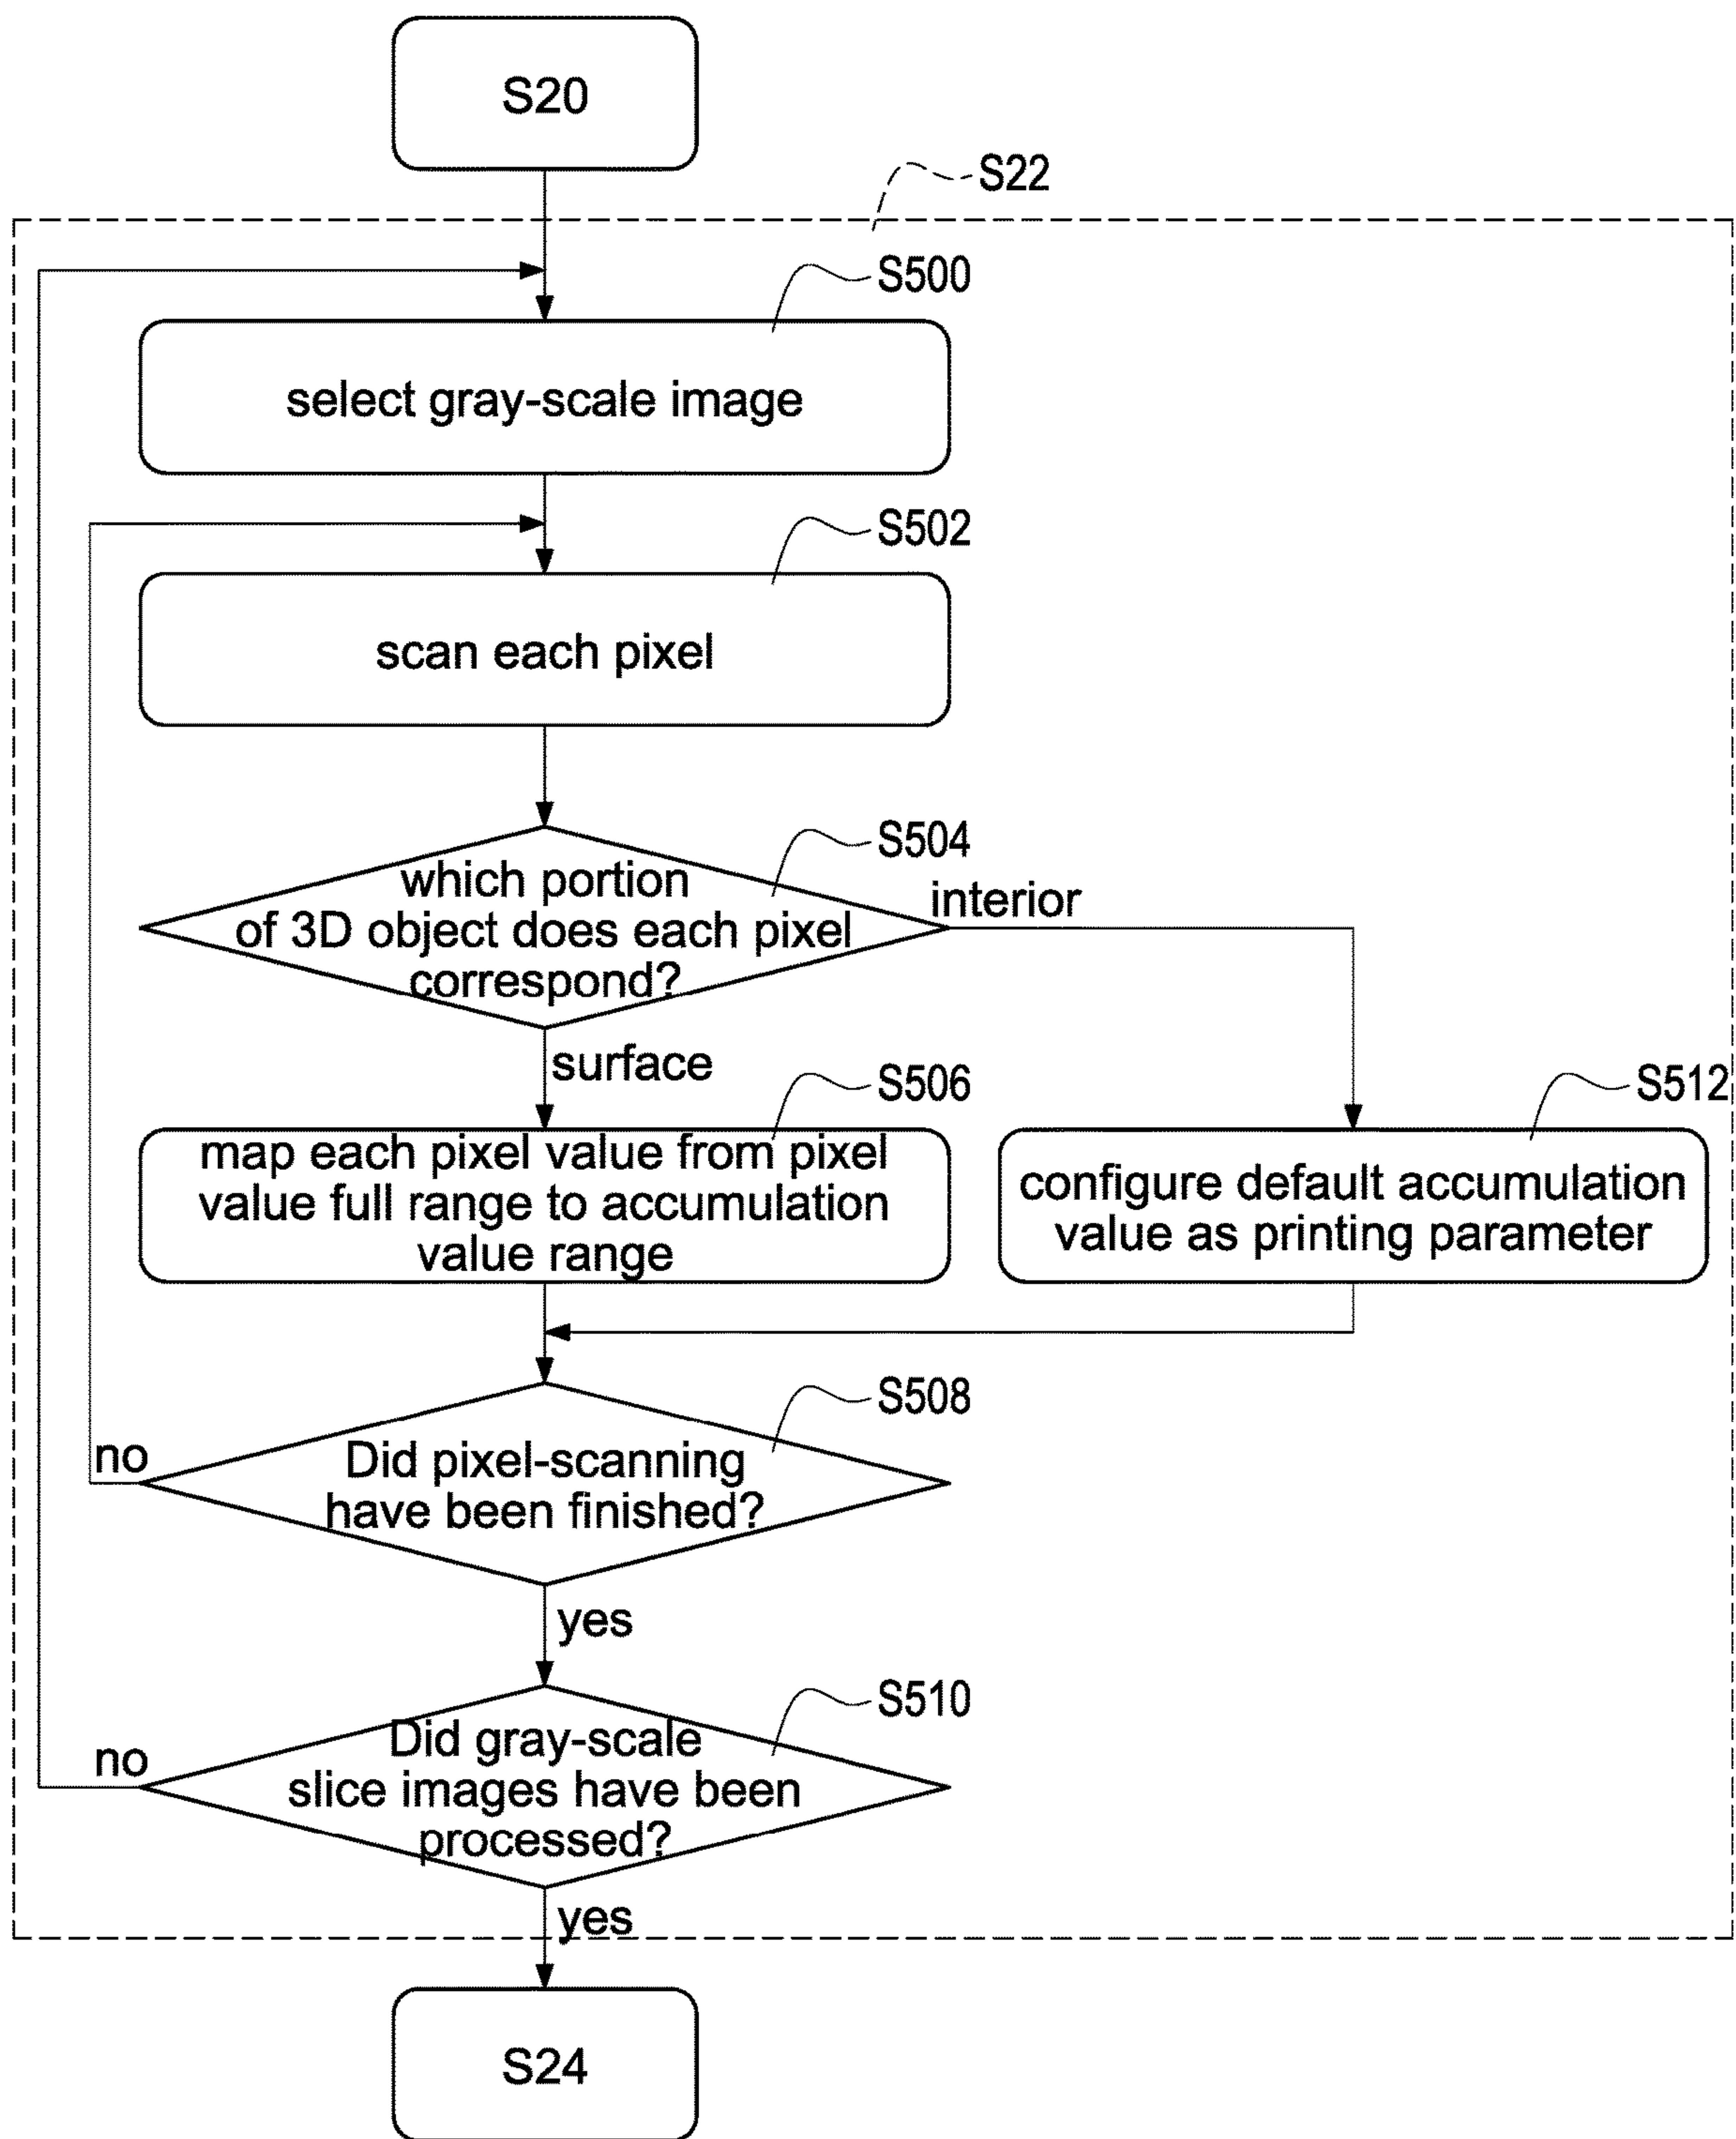 S20
S22
S500
select gray-scale image
S502
scan each pixel
S504
which portion
of 3D object does each pixel
correspond?
interior
surface
S506
map each pixel value from pixel
value full range to accumulation
value range
S512
configure default accumulation
value as printing parameter
S508
Did pixel-scanning
have been finished?
no
yes
S510
Did gray-scale
slice images have been
processed?
no
yes
S24